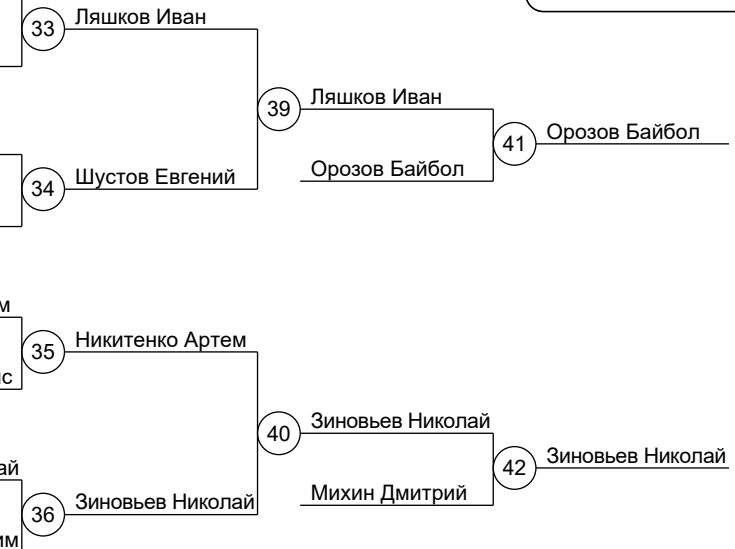 33 Ляшков Иван
39 Ляшков Иван
41 Орозов Байбол
Орозов Байбол
34 Шустов Евгений
35 Никитенко Артем
40 Зиновьев Николай
42 Зиновьев Николай
Михин Дмитрий
36 Зиновьев Николай